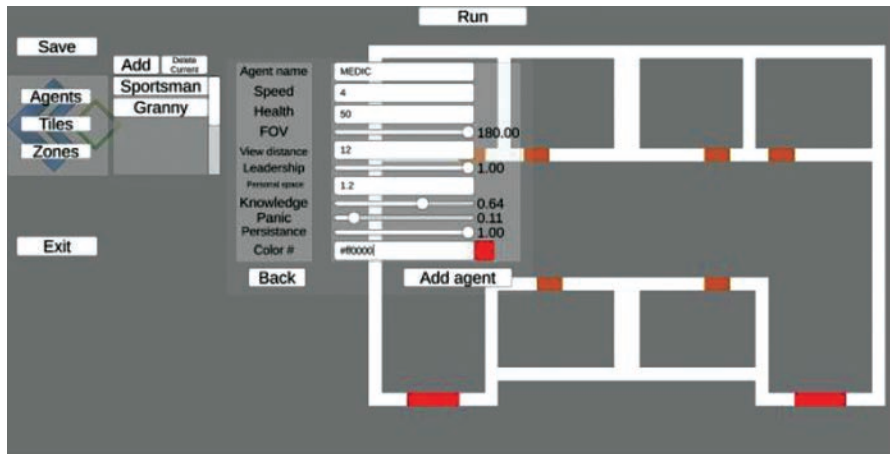 Run
Save
Add
Delete Current
Sportsman
Granny
Agents
Tiles
Zones
Exit
Agent name MEDIC
Speed 4
Health 50
FOV 180.00
View distance 12
Leadership 1.00
Personal space 1.2
Knowledge 0.64
Panic 0.11
Persistance 1.00
Color # #ff0000
Back
Add agent